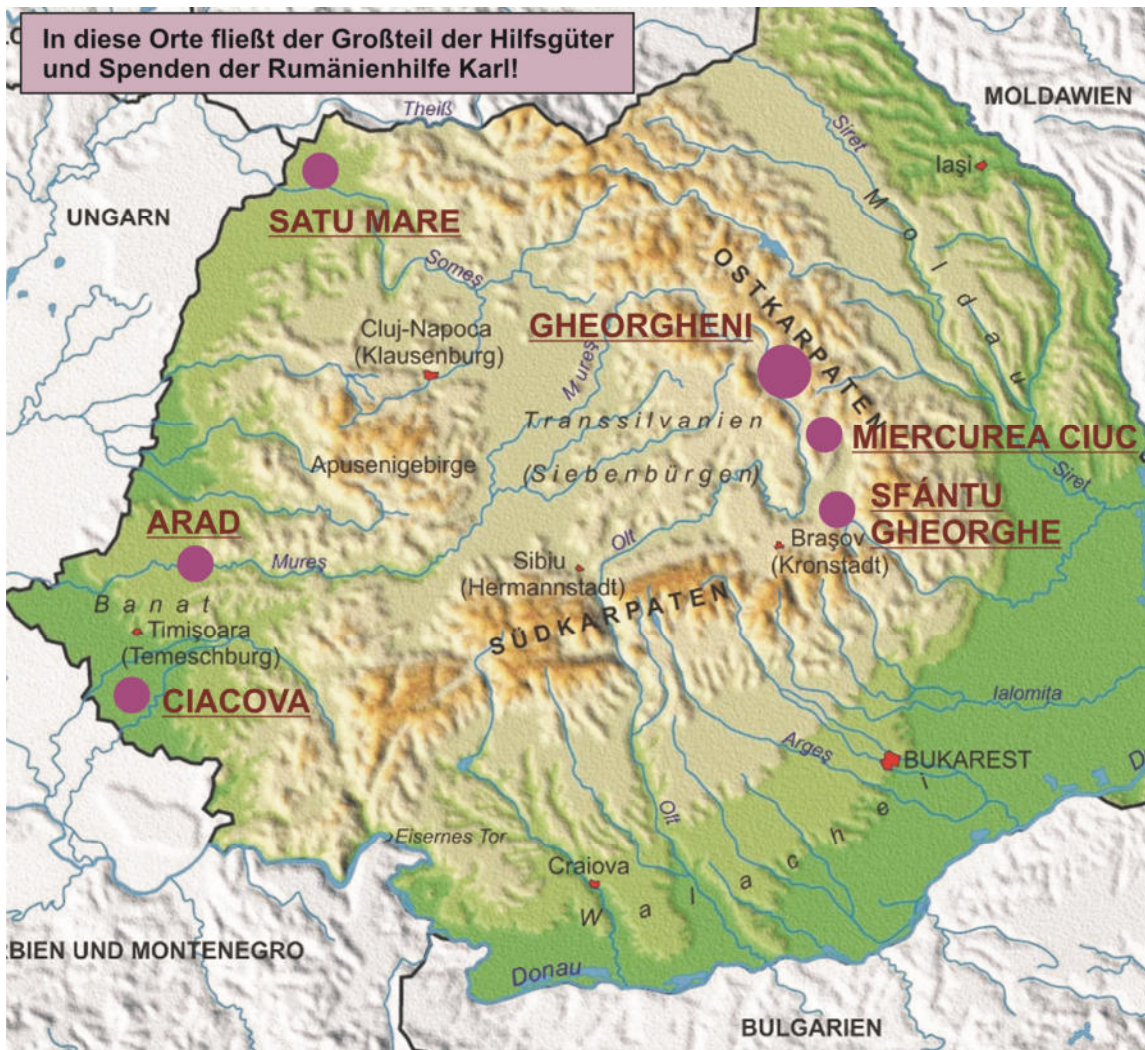 In diese Orte fließt der Großteil der Hilfsgüter
und Spenden der Rumänienhilfe Karl!
Theiß
MOLDAWIEN
Siret
Iaşi
UNGARN
SATU MARE
Moldau
Someş
OSTKARPATEN
Cluj-Napoca
(Klausenburg)
GHEORGHENI
Mureş
Transsilvanien
(Siebenbürgen)
MIERCUREA CIUC
Apusenigebirge
Siret
SFÁNTU
GHEORGHE
ARAD
Mureş
Olt
Braşov
(Kronstadt)
Sibiu
(Hermannstadt)
Banat
Timişoara
(Temeschburg)
SÜDKARPATEN
CIACOVA
Ialomiţa
Argeş
BUKAREST
Olt
Eisernes Tor
Craiova
Walachei
RBIEN UND MONTENEGRO
Donau
BULGARIEN